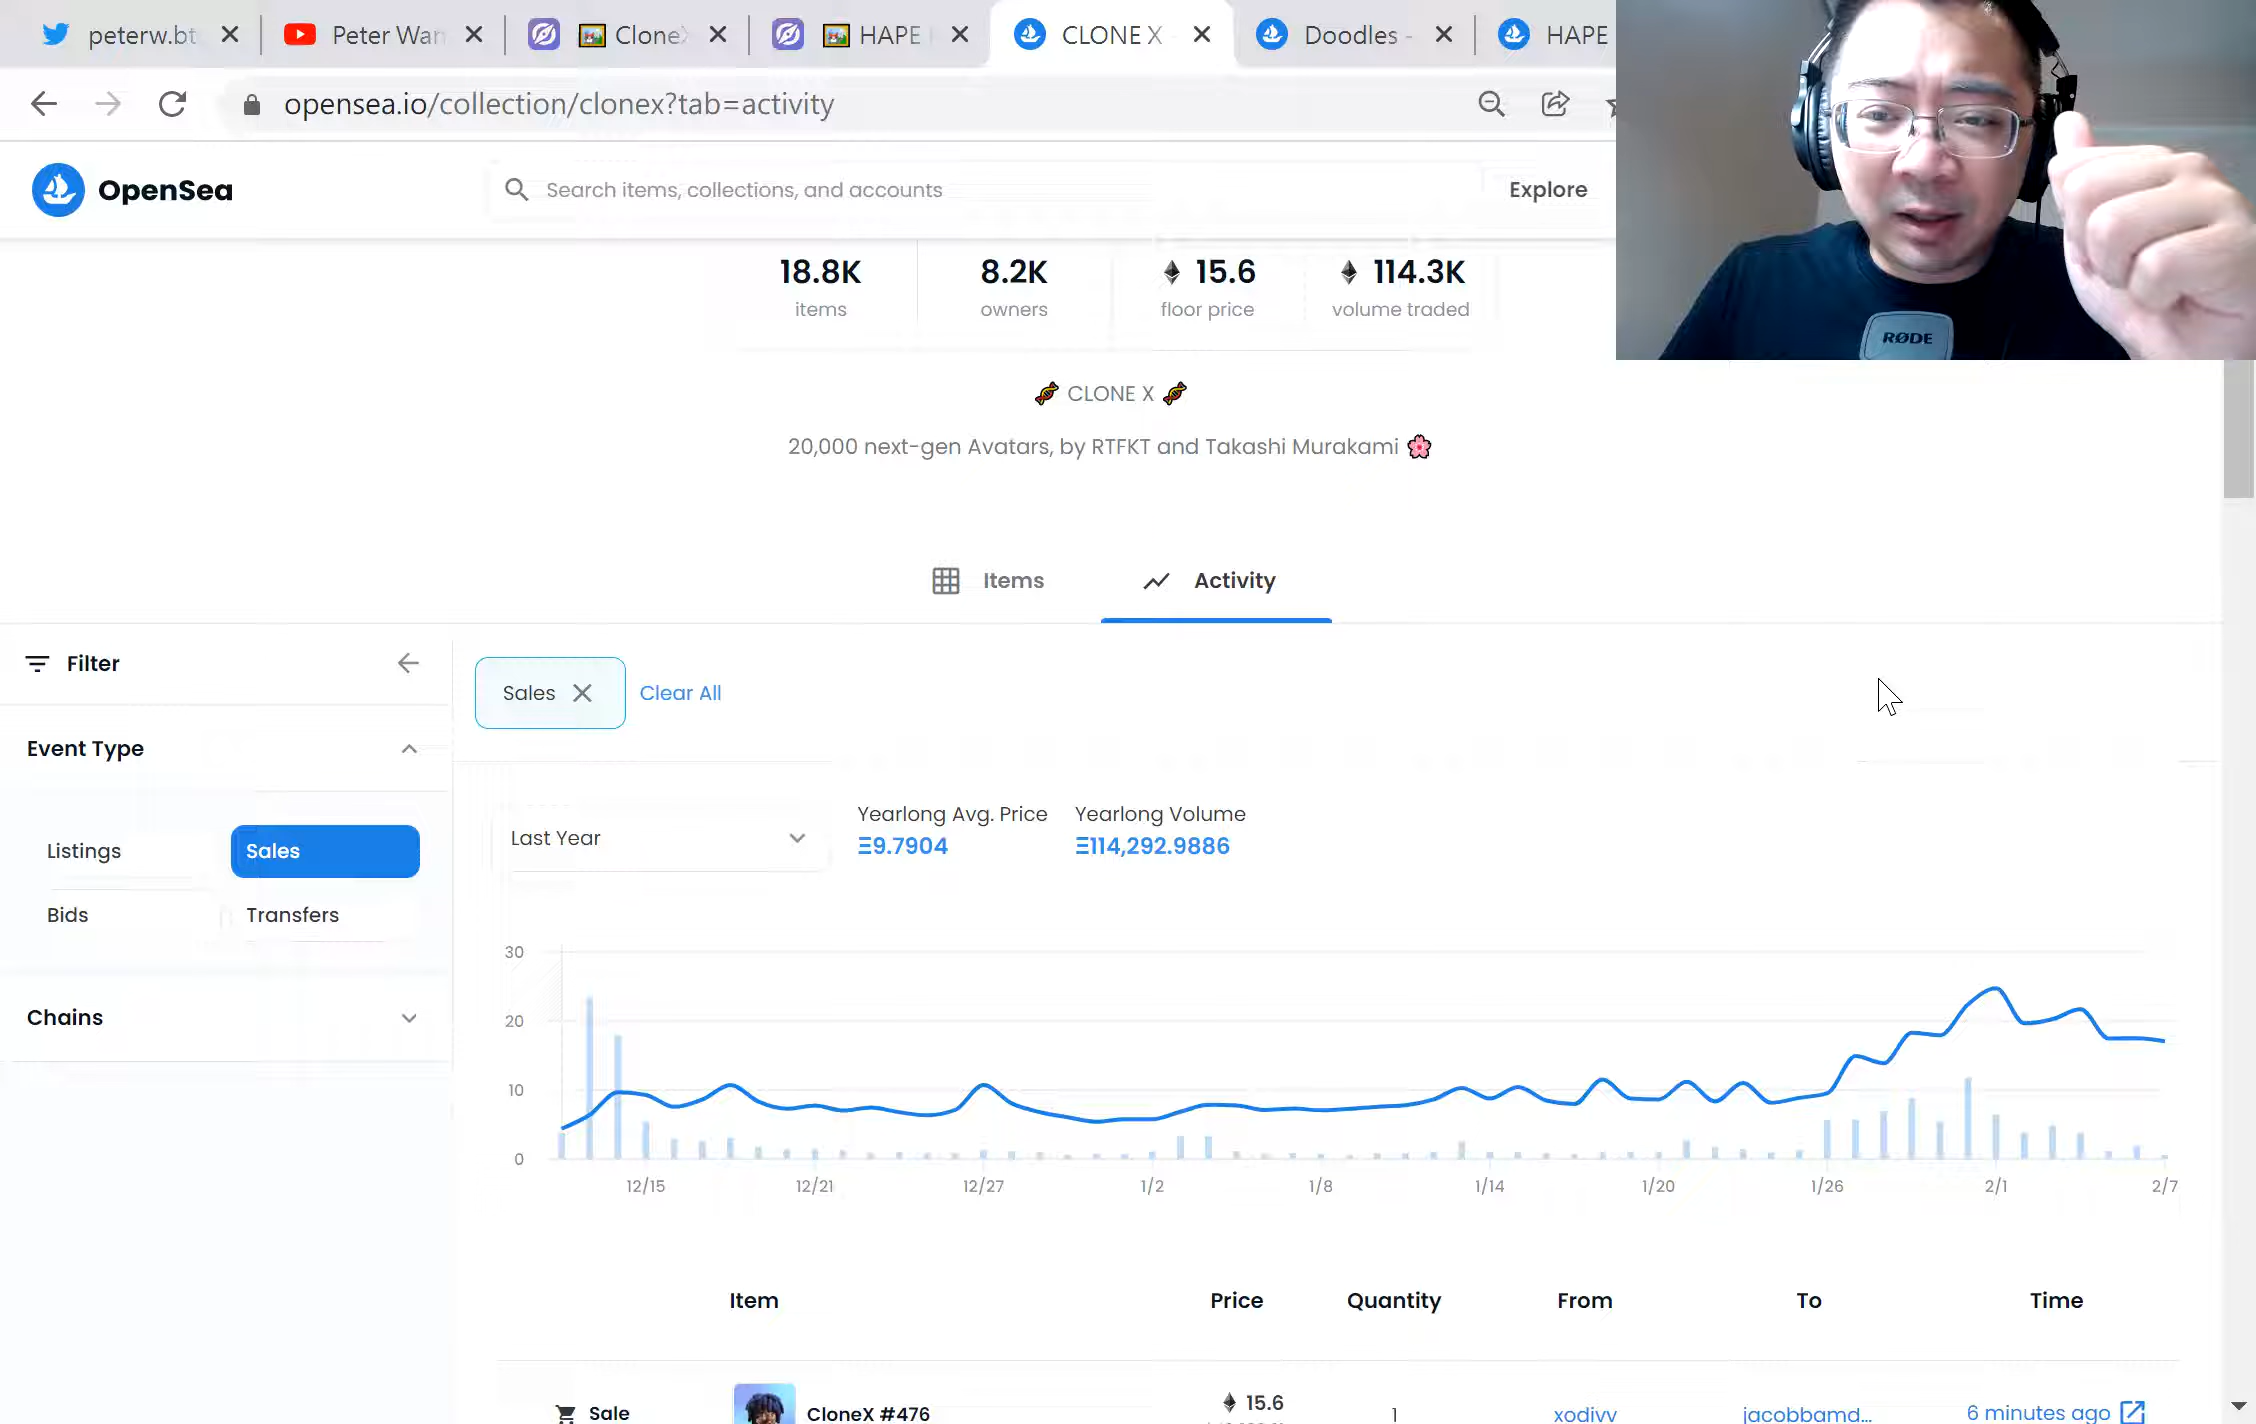 peterw.bt
Peter Wan
Clone
HAPE
CLONE X
Doodles -
HAPE
opensea.io/collection/clonex?tab=activity
OpenSea
Search items, collections, and accounts
Explore
RØDE
18.8K
8.2K
15.6
114.3K
items
owners
floor price
volume traded
🧬 CLONE X 🧬
20,000 next-gen Avatars, by RTFKT and Takashi Murakami 🌸
Items
Activity
Filter
Sales
Clear All
Event Type
Listings
Sales
Bids
Transfers
Chains
Last Year
Yearlong Avg. Price
Ξ9.7904
Yearlong Volume
Ξ114,292.9886
30
20
10
0
12/15
12/21
12/27
1/2
1/8
1/14
1/20
1/26
2/1
2/7
Item
Price
Quantity
From
To
Time
Sale
CloneX #476
15.6
1
xodivv
jacobbamd...
6 minutes ago